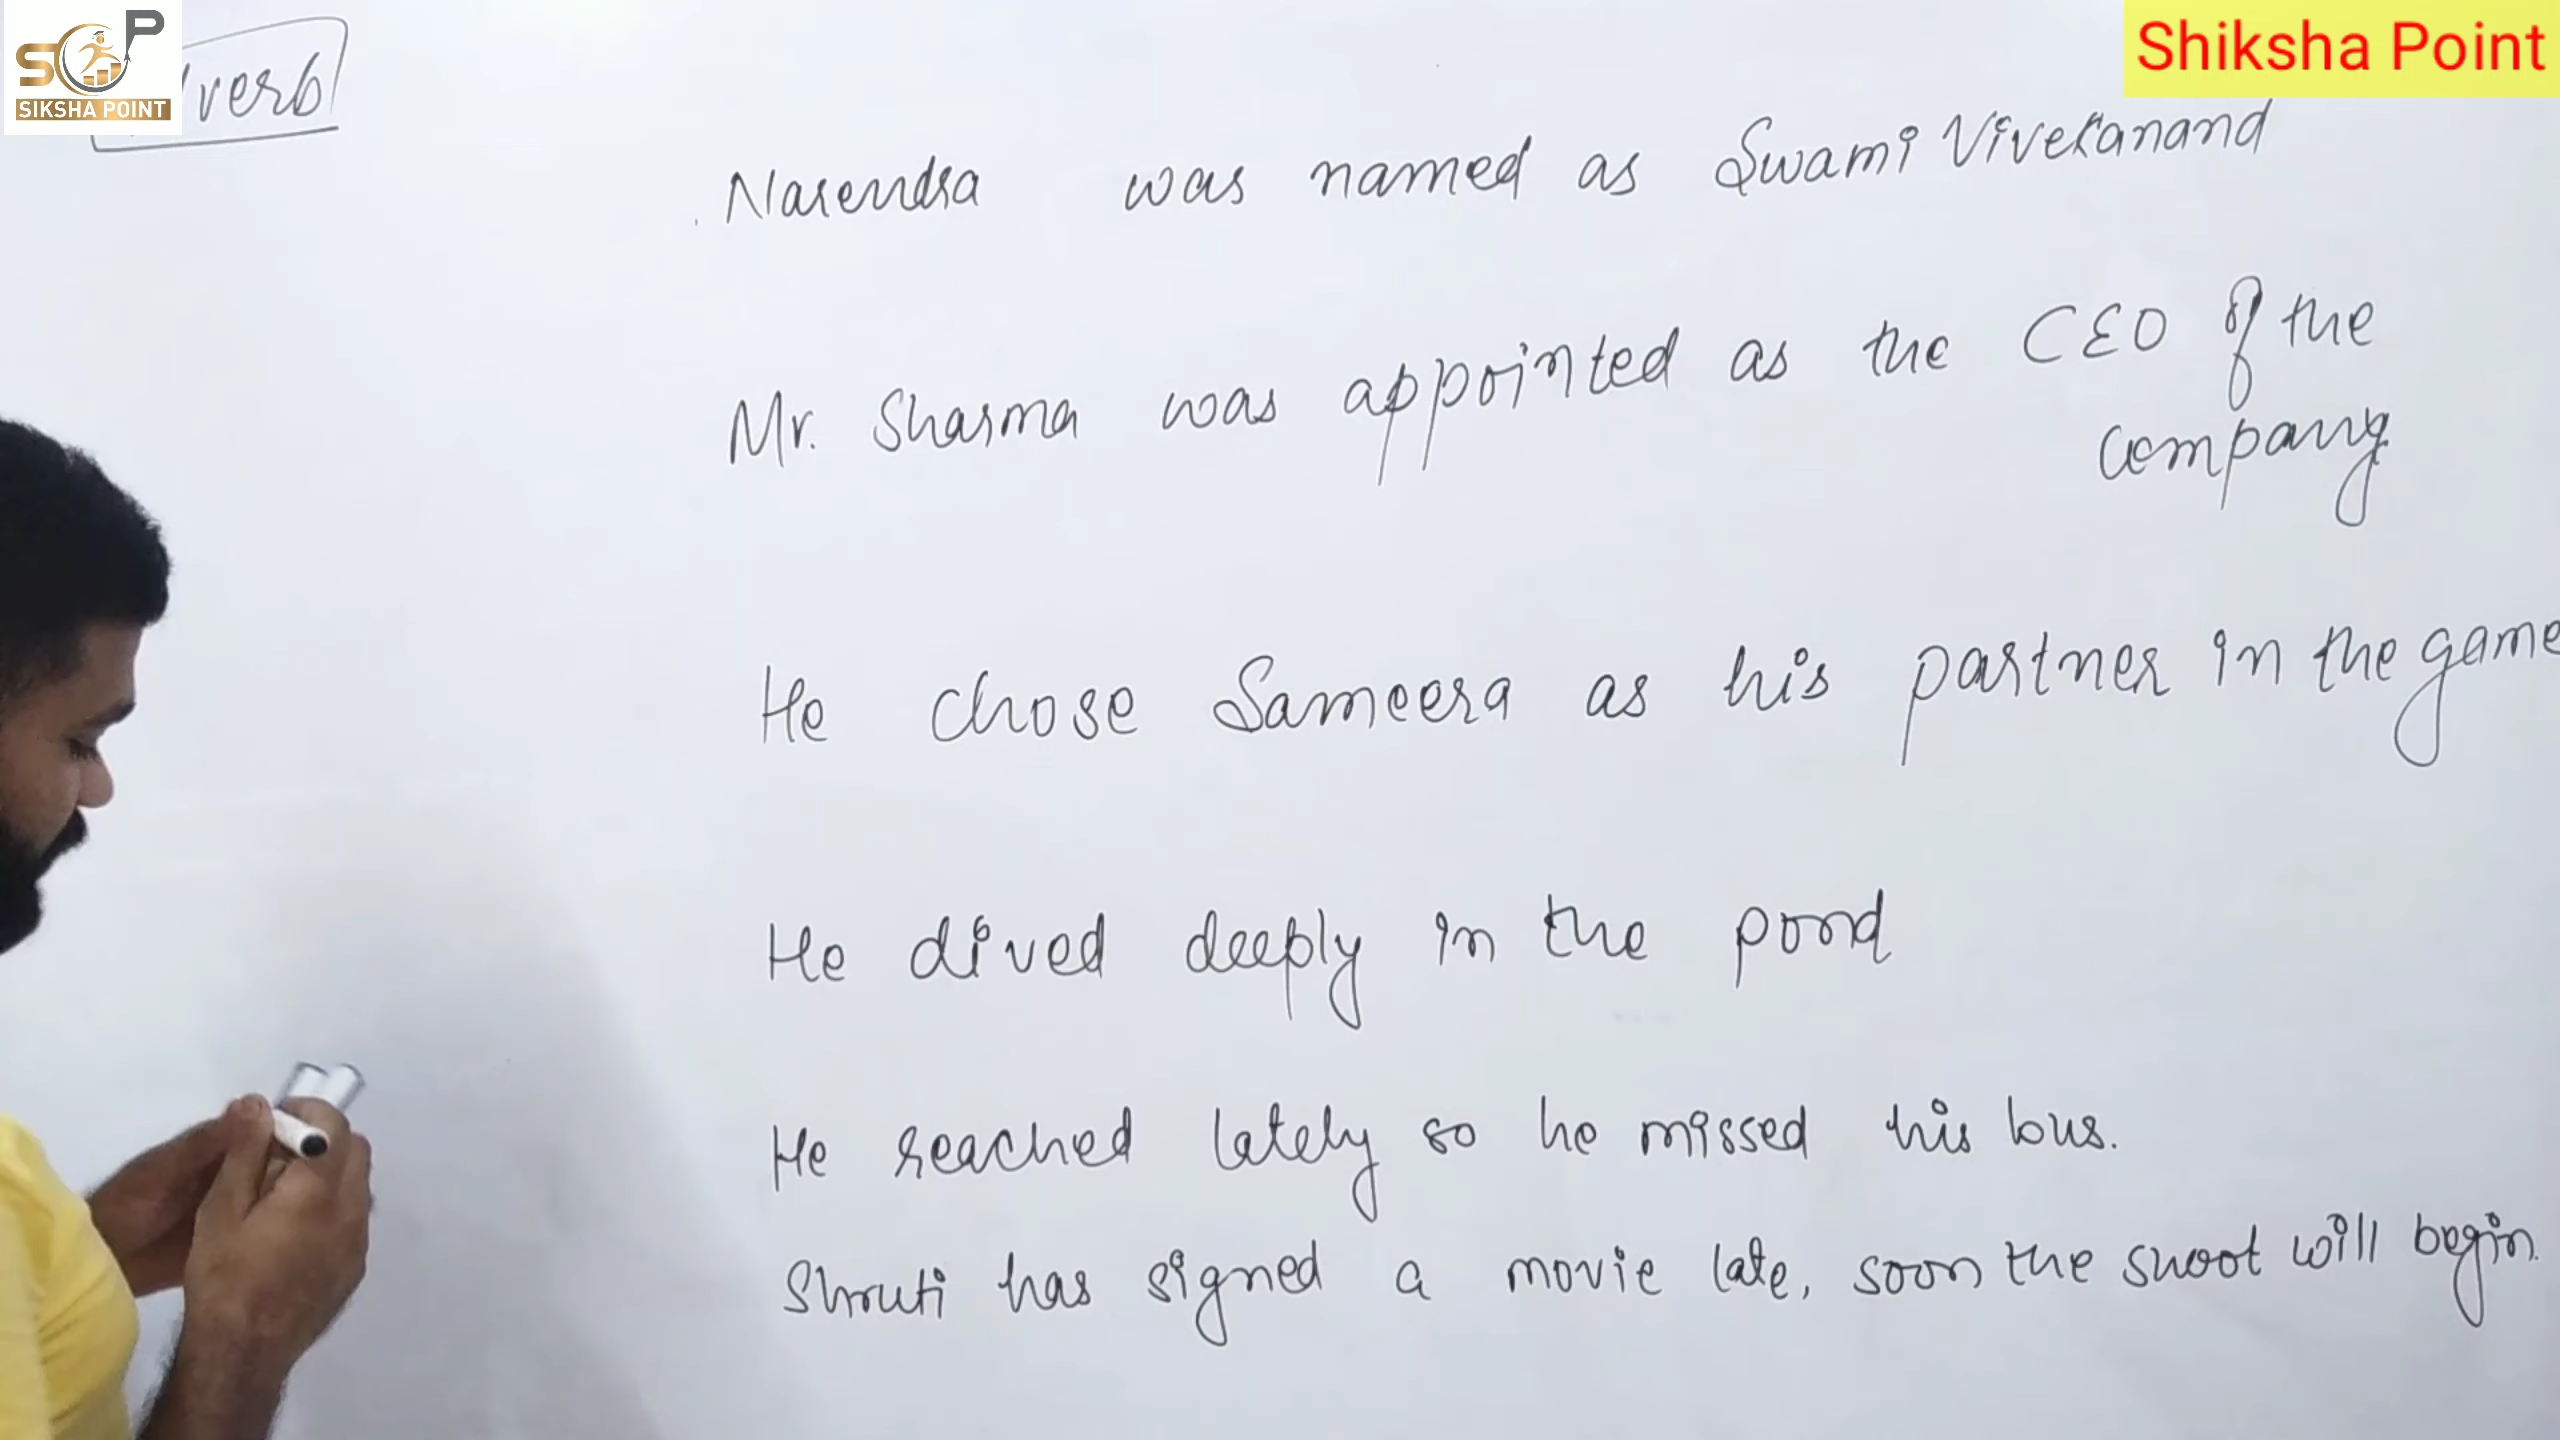 SOP
SIKSHA POINT
Shiksha Point
verb
Narendra was named as Swami Vivekanand
Mr. Sharma was appointed as the CEO of the
company
He chose Sameera as his partner in the game
He dived deeply in the pond
He reached lately so he missed his bus.
Shruti has signed a movie late, soon the shoot will begin.